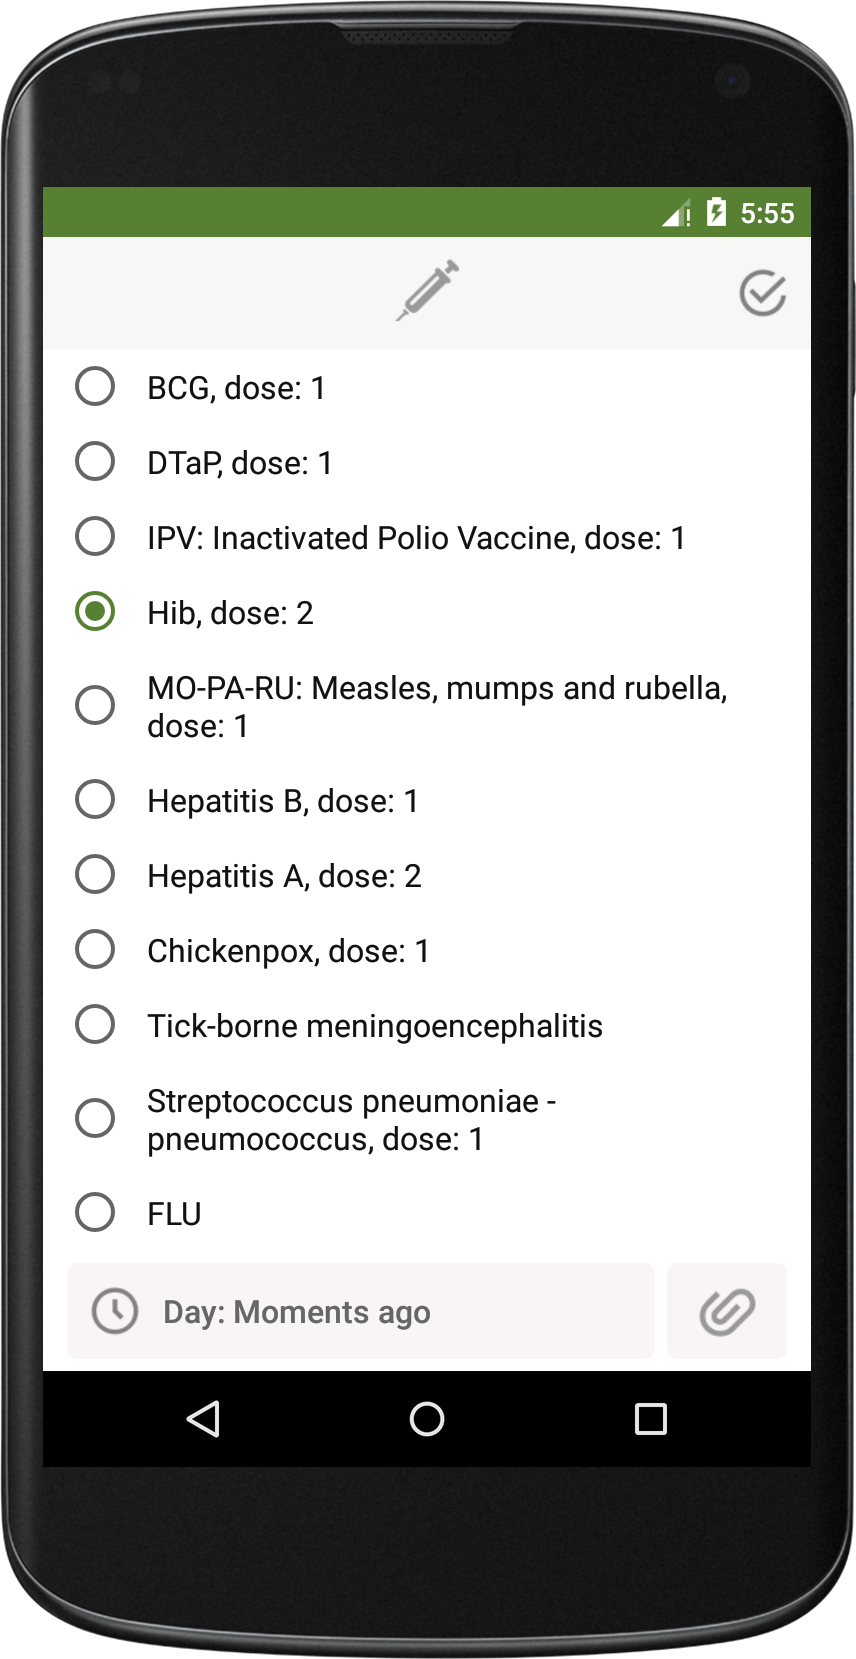 5:55
BCG, dose: 1
DTaP, dose: 1
IPV: Inactivated Polio Vaccine, dose: 1
Hib, dose: 2
MO-PA-RU: Measles, mumps and rubella,
dose: 1
Hepatitis B, dose: 1
Hepatitis A, dose: 2
Chickenpox, dose: 1
Tick-borne meningoencephalitis
Streptococcus pneumoniae -
pneumococcus, dose: 1
FLU
Day: Moments ago